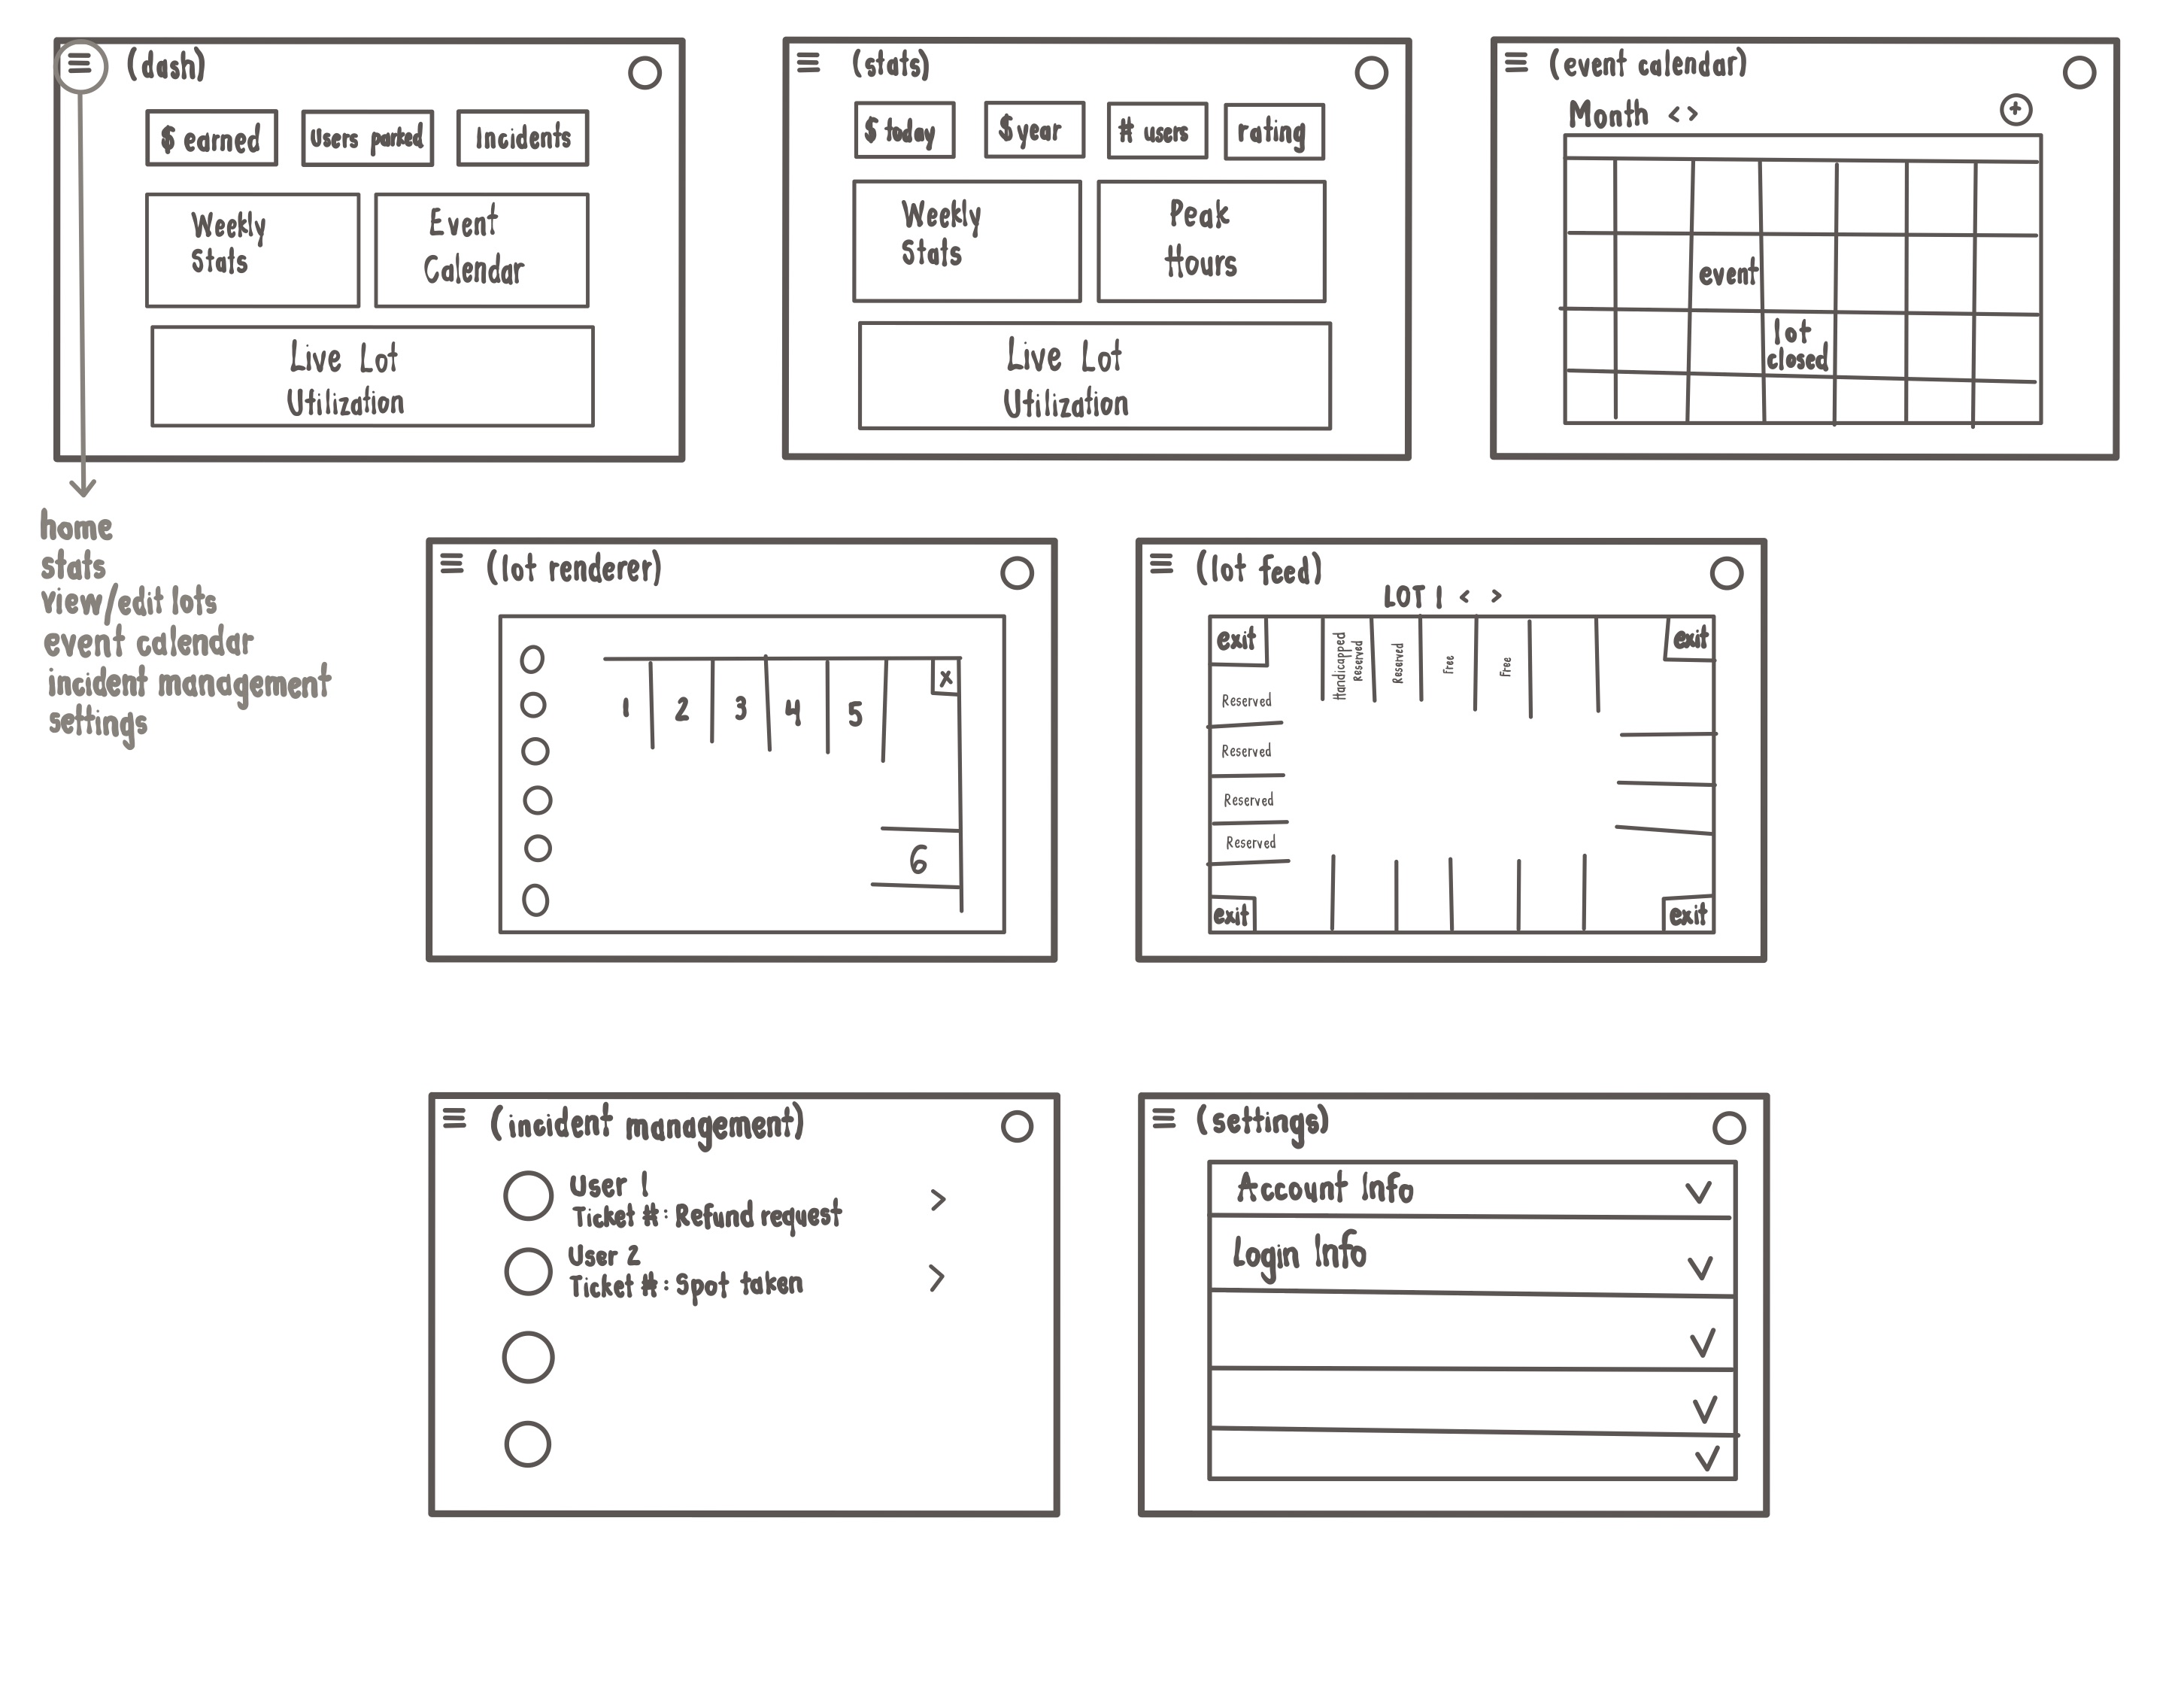 (dash)
$ earned
Users parked
Incidents
Weekly
Stats
Event
Calendar
Live Lot
Utilization
(stats)
$ today
$ year
# users
rating
Weekly
Stats
Peak
Hours
Live Lot
Utilization
(event calendar)
Month < >
+
event
lot
closed
home
stats
view/edit lots
event calendar
incident management
settings
(lot renderer)
1 2 3 4 5
x
6
(lot feed)
LOT 1 < >
exit
exit
Handicapped
Reserved
Reserved
Free
Free
Reserved
Reserved
Reserved
Reserved
exit
exit
(incident management)
User 1
Ticket #: Refund request >
User 2
Ticket #: Spot taken >
(settings)
Account Info
Login Info